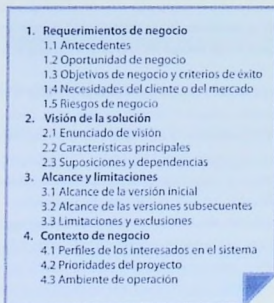 1. Requerimientos de negocio
1.1 Antecedentes
1.2 Oportunidad de negocio
1.3 Objetivos de negocio y criterios de éxito
1.4 Necesidades del cliente o del mercado
1.5 Riesgos de negocio
2. Visión de la solución
2.1 Enunciado de visión
2.2 Características principales
2.3 Suposiciones y dependencias
3. Alcance y limitaciones
3.1 Alcance de la versión inicial
3.2 Alcance de las versiones subsecuentes
3.3 Limitaciones y exclusiones
4. Contexto de negocio
4.1 Perfiles de los interesados en el sistema
4.2 Prioridades del proyecto
4.3 Ambiente de operación